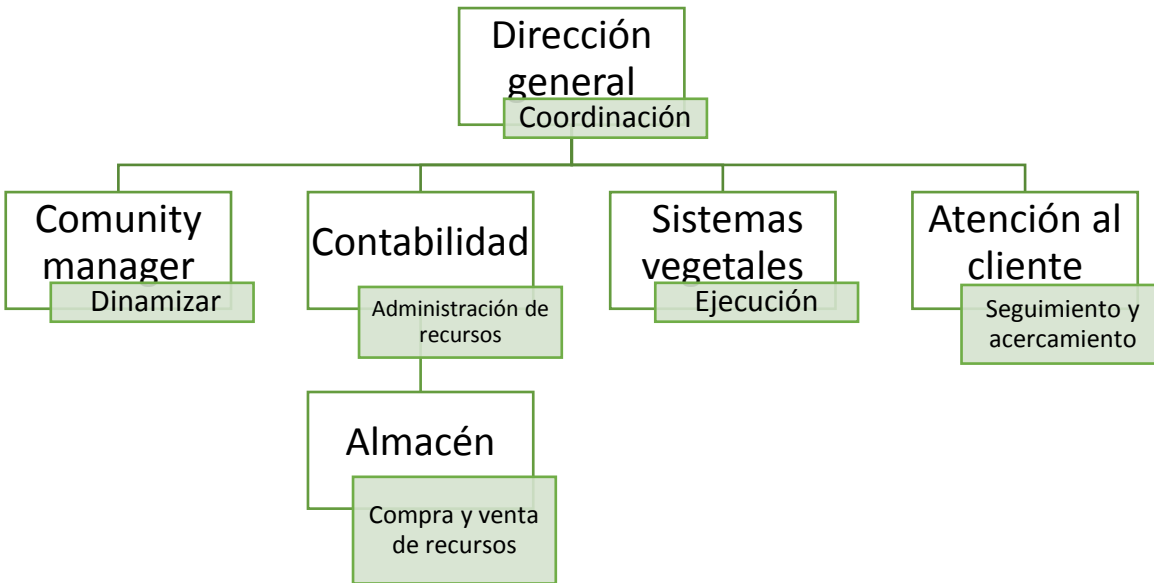 Dirección
general
Coordinación
Comunity
manager
Dinamizar
Contabilidad
Administración de
recursos
Sistemas
vegetales
Ejecución
Atención al
cliente
Seguimiento y
acercamiento
Almacén
Compra y venta
de recursos